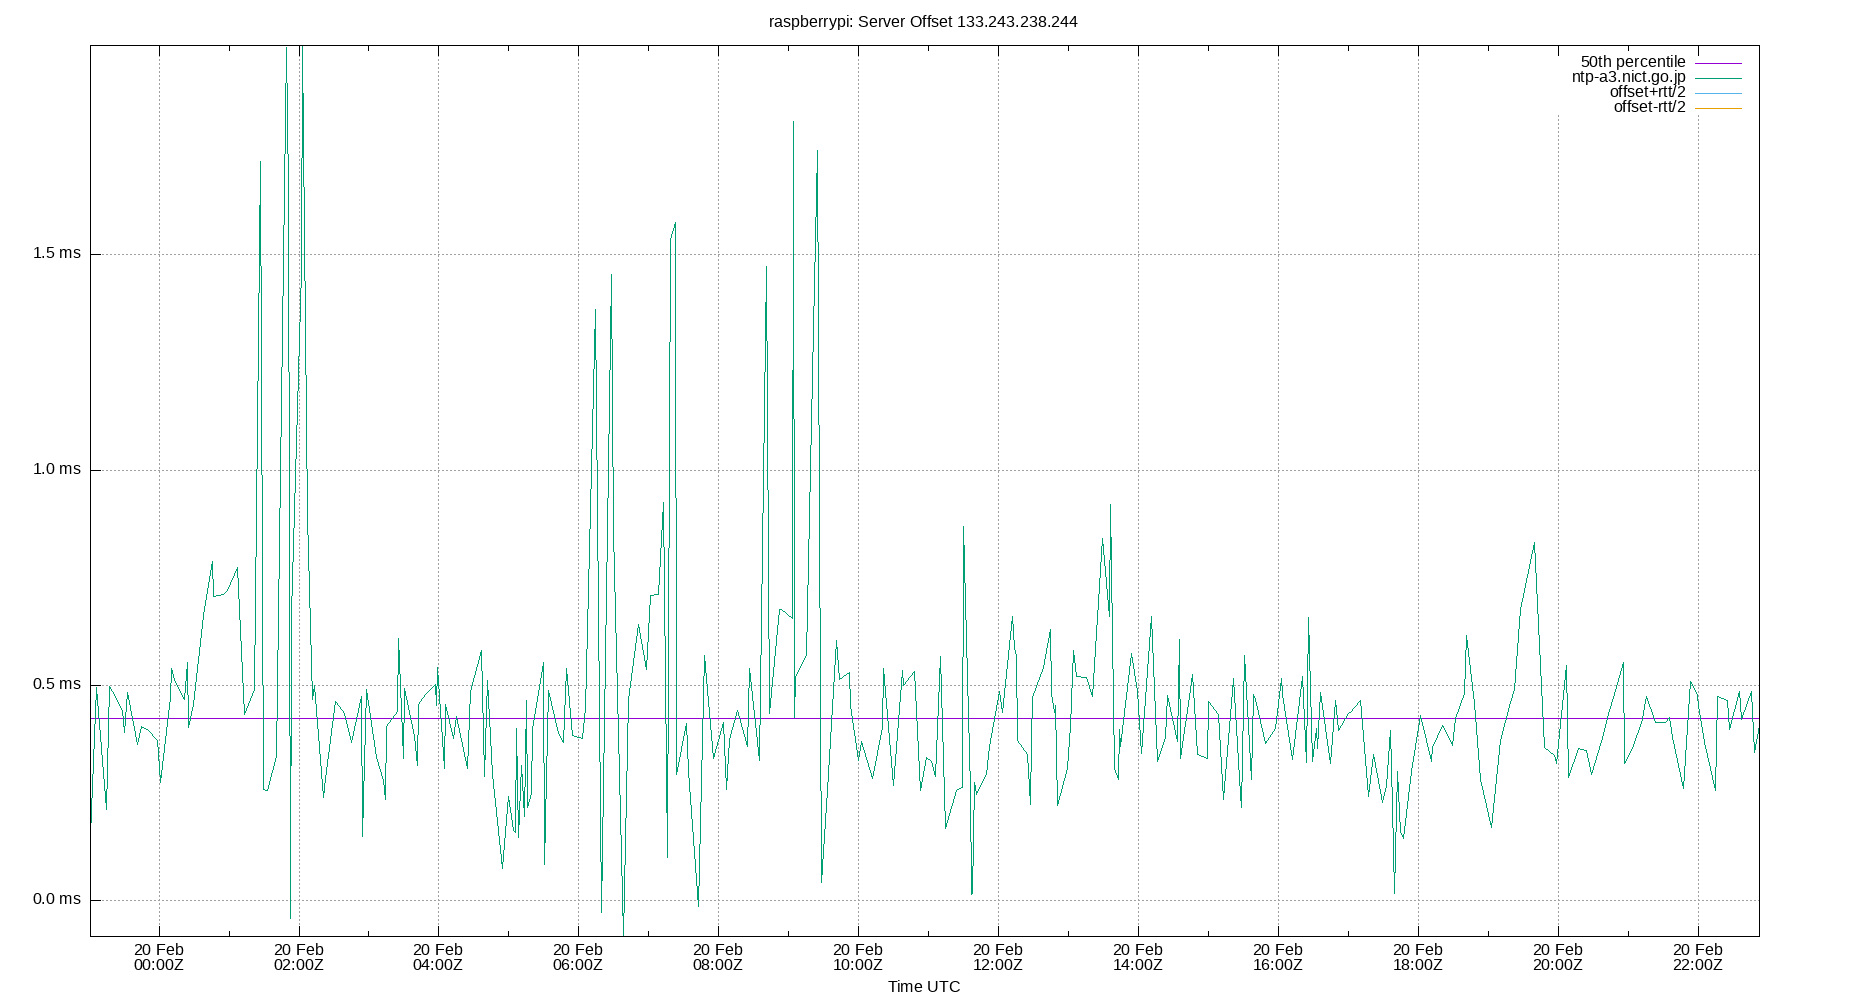 raspberrypi: Server Offset 133.243.238.244
50th percentile
ntp-a3.nict.go.jp
offset+rtt/2
offset-rtt/2
1.5 ms
1.0 ms
0.5 ms
0.0 ms
20 Feb 20 Feb 20 Feb 20 Feb 20 Feb 20 Feb 20 Feb 20 Feb 20 Feb 20 Feb 20 Feb 20 Feb
00:00Z 02:00Z 04:00Z 06:00Z 08:00Z 10:00Z 12:00Z 14:00Z 16:00Z 18:00Z 20:00Z 22:00Z
Time UTC